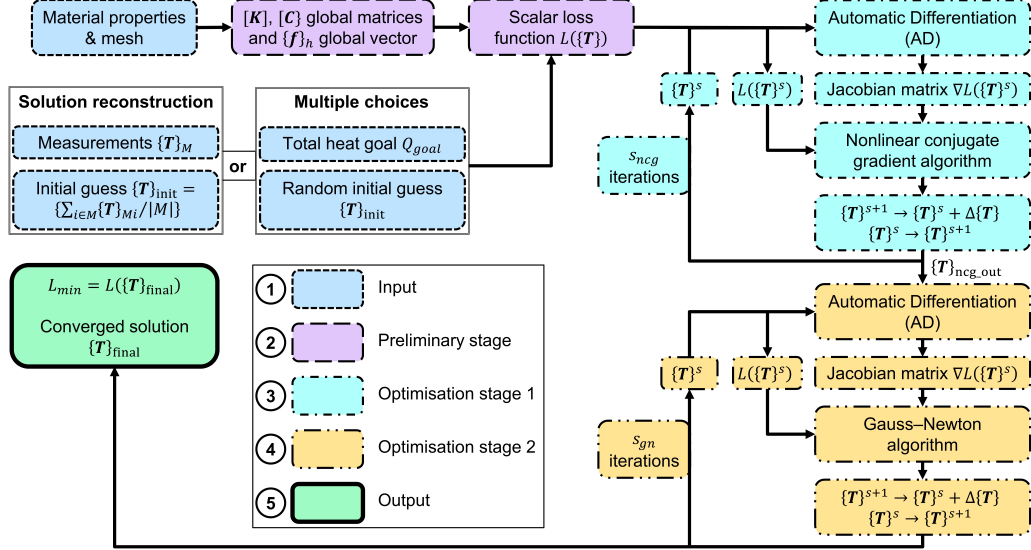 Material properties
& mesh
[K], [C} global matrices
and {f}ₕ global vector
Scalar loss
function L({T})
Solution reconstruction
Measurements {T}_M
Initial guess {T}_init =
{∑_{i∈M}{T}_{Mi}/|M|}
or
Multiple choices
Total heat goal Q_goal
Random initial guess
{T}_init
{T}^s
L({T}^s)
s_ncg
iterations
Automatic Differentiation
(AD)
Jacobian matrix ∇L({T}^s)
Nonlinear conjugate
gradient algorithm
{T}^{s+1} → {T}^s + Δ{T}
{T}^s → {T}^{s+1}
{T}_ncg_out
{T}^s
L({T}^s)
s_gn
iterations
Automatic Differentiation
(AD)
Jacobian matrix ∇L({T}^s)
Gauss–Newton
algorithm
{T}^{s+1} → {T}^s + Δ{T}
{T}^s → {T}^{s+1}
L_min = L({T}_final)
Converged solution
{T}_final
1 Input
2 Preliminary stage
3 Optimisation stage 1
4 Optimisation stage 2
5 Output